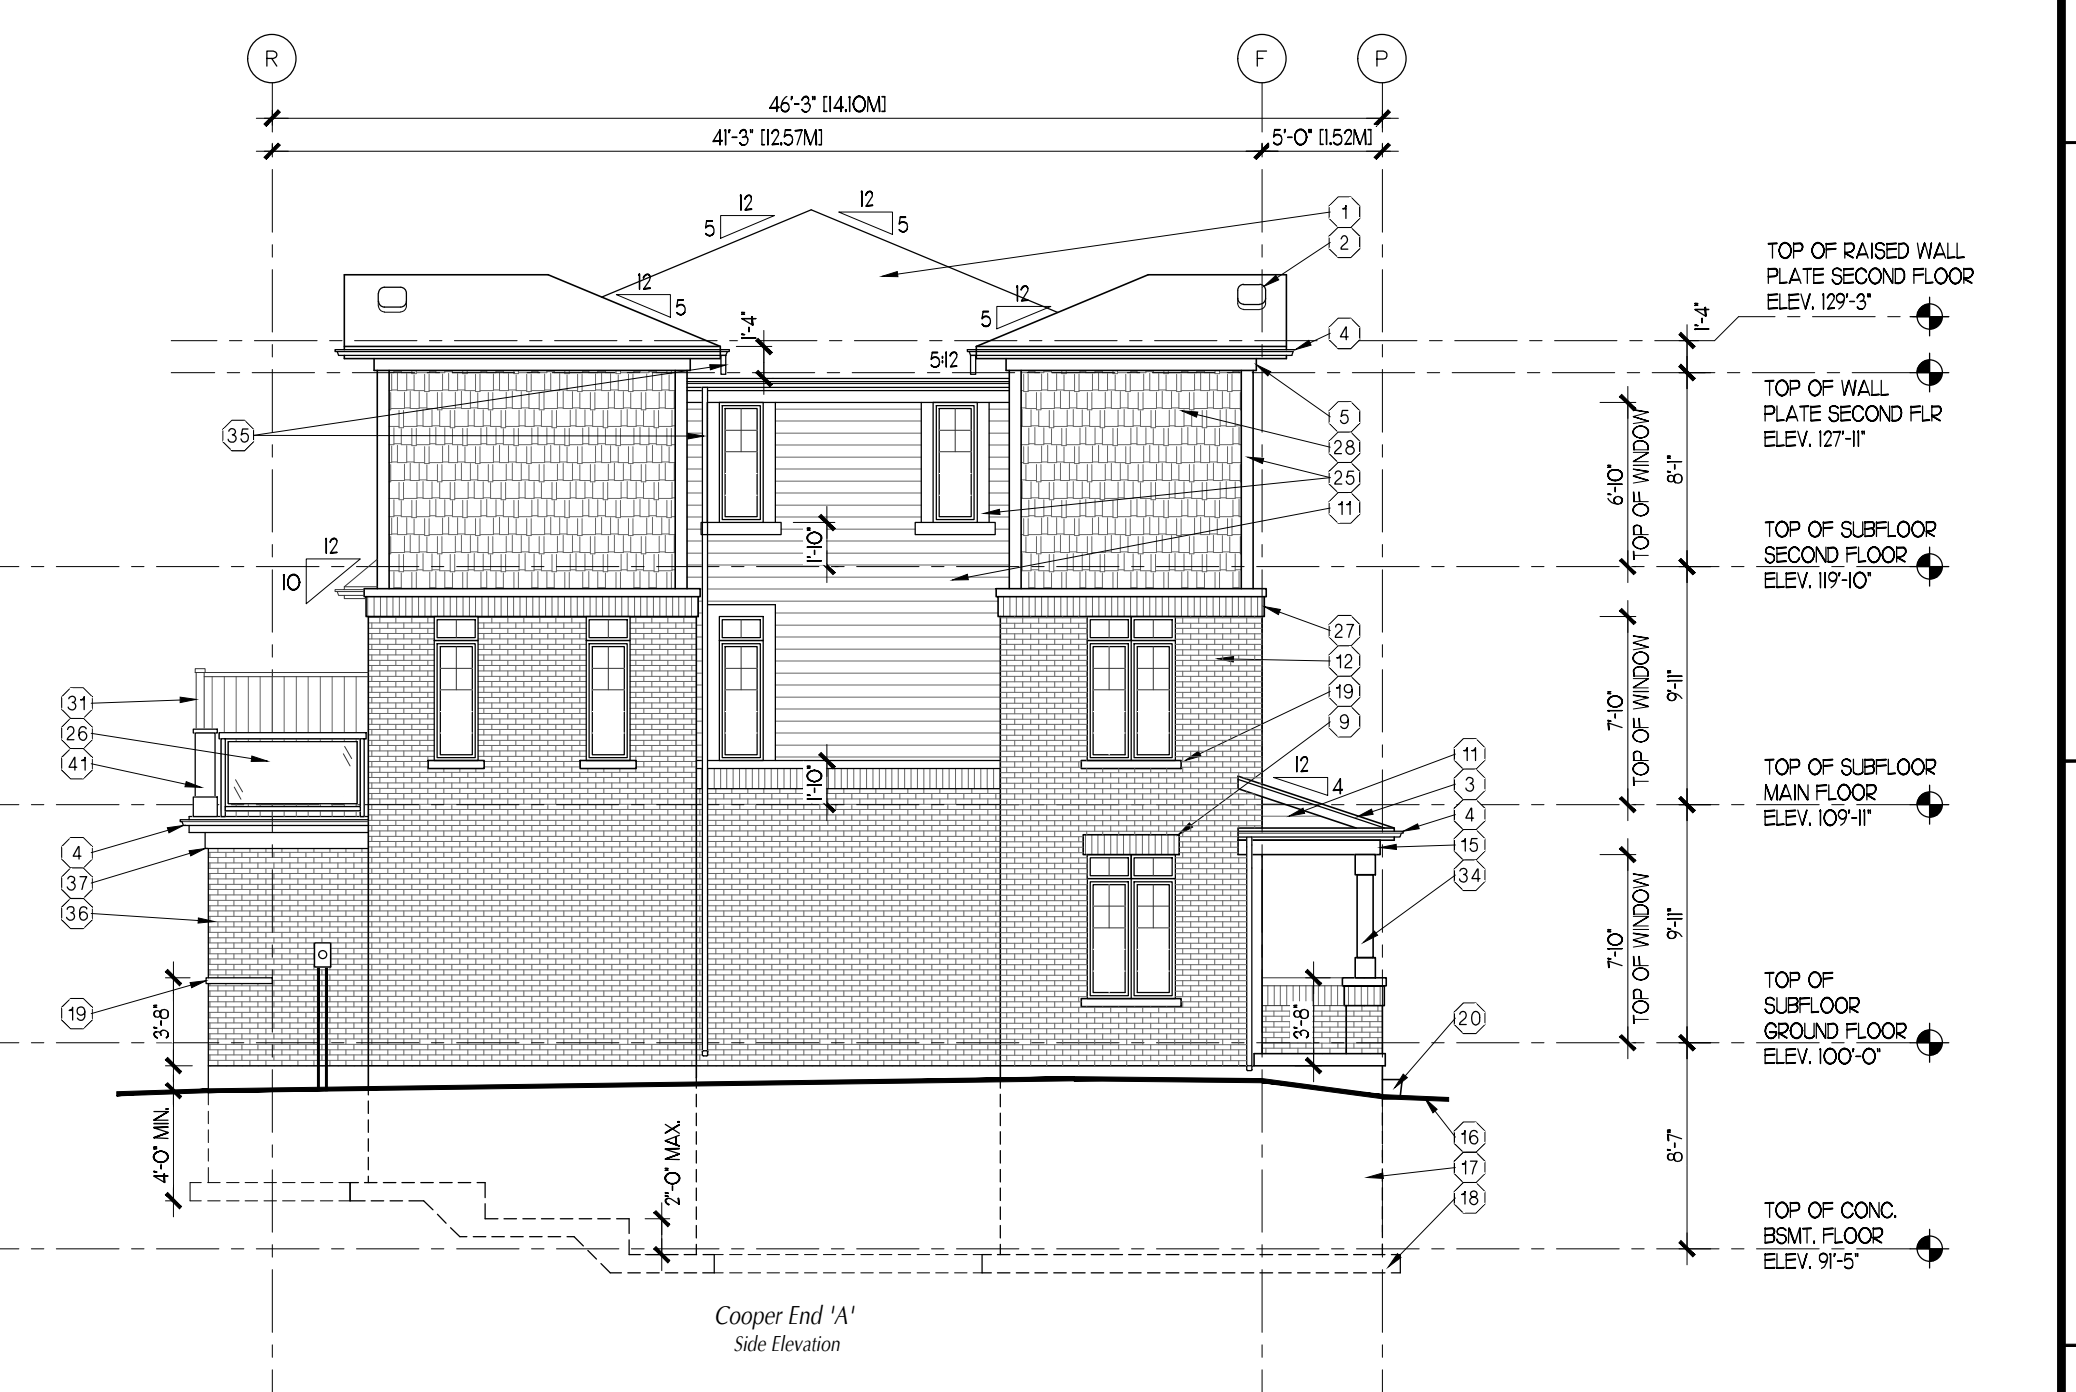 R
F
P
46'-3" [14.10M]
41'-3" [12.57M]
5'-0" [1.52M]
12
5
12
5
12
5
12
5
1'-4"
5:12
1
2
4
5
28
25
11
35
12
10
1'-10"
1'-10"
27
12
19
9
31
26
41
4
37
36
19
3'-8"
4'-0" MIN.
2'-0" MAX.
12
4
11
3
4
15
34
3'-8"
20
16
17
18
6'-10"
TOP OF WINDOW
7'-10"
TOP OF WINDOW
7'-10"
TOP OF WINDOW
1'-4"
8'-1"
9'-11"
9'-11"
8'-7"
TOP OF RAISED WALL
PLATE SECOND FLOOR
ELEV. 129'-3"
TOP OF WALL
PLATE SECOND FLR
ELEV. 127'-11"
TOP OF SUBFLOOR
SECOND FLOOR
ELEV. 119'-10"
TOP OF SUBFLOOR
MAIN FLOOR
ELEV. 109'-11"
TOP OF
SUBFLOOR
GROUND FLOOR
ELEV. 100'-0"
TOP OF CONC.
BSMT. FLOOR
ELEV. 91'-5"
Cooper End 'A'
Side Elevation